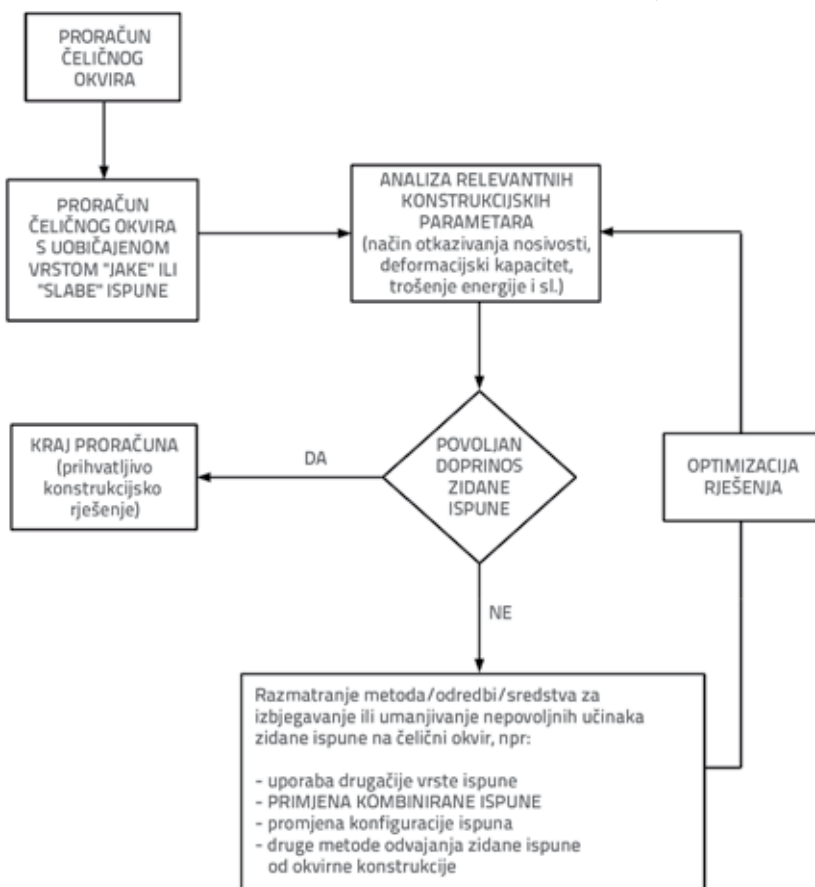 PRORAČUN
ČELIČNOG
OKVIRA
PRORAČUN
ČELIČNOG OKVIRA
S UOBIČAJENOM
VRSTOM "JAKE" ILI
"SLABE" ISPUNE
ANALIZA RELEVANTNIH
KONSTRUKCIJSKIH
PARAMETARA
(način otkazivanja nosivosti,
deformacijski kapacitet,
trošenje energije i sl.)
POVOLJAN
DOPRINOS
ZIDANE
ISPUNE
DA
KRAJ PRORAČUNA
(prihvatljivo
konstrukcijsko
rješenje)
NE
Razmatranje metoda/odredbi/sredstva za
izbjegavanje ili umanjivanje nepovoljnih učinaka
zidane ispune na čelični okvir, npr:
- uporaba drugačije vrste ispune
- PRIMJENA KOMBINIRANE ISPUNE
- promjena konfiguracije ispuna
- druge metode odvajanja zidane ispune
od okvirne konstrukcije
OPTIMIZACIJA
RJEŠENJA